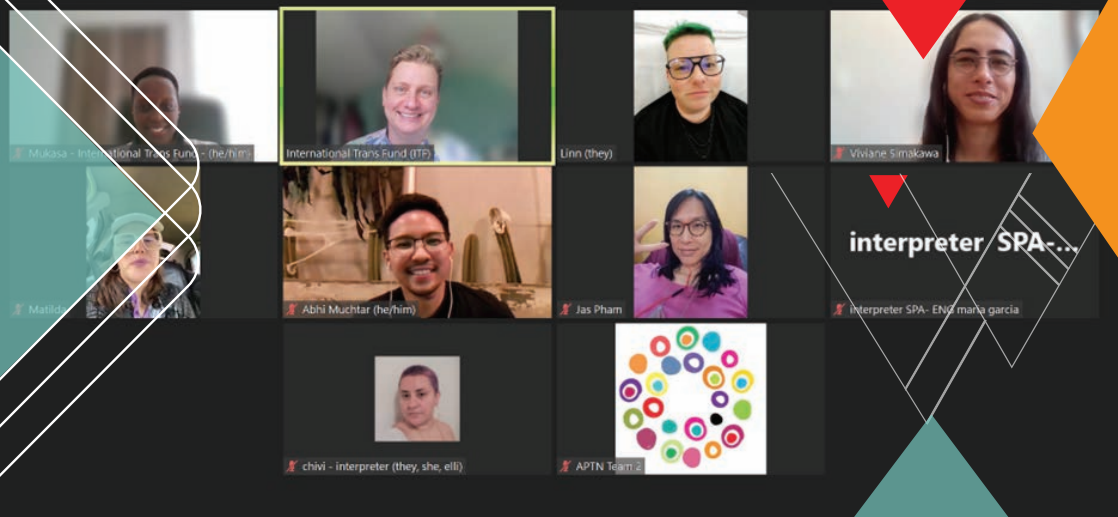 Mukasa - International Trans Fund - (he/him)
International Trans Fund (ITF)
Linn (they)
Viviane Simakawa
Matilda
Abhi Muchtar (he/him)
Jas Pham
interpreter SPA-...
interpreter SPA- ENG maria garcia
chivi - interpreter (they, she, elli)
APTN Team 2